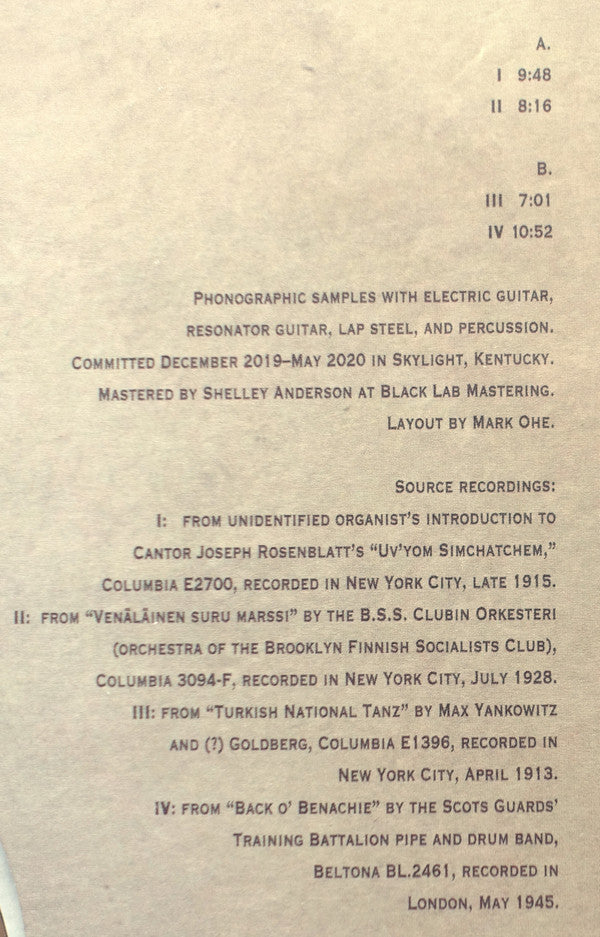 A.
I 9:48
II 8:16
B.
III 7:01
IV 10:52
Phonographic samples with electric guitar,
resonator guitar, lap steel, and percussion.
Committed December 2019–May 2020 in Skylight, Kentucky.
Mastered by Shelley Anderson at Black Lab Mastering.
Layout by Mark Ohe.
Source recordings:
I: from unidentified organist's introduction to
Cantor Joseph Rosenblatt's "Uv'yom Simchatchem,"
Columbia E2700, recorded in New York City, late 1915.
II: from "Venäläinen suru marssi" by the B.S.S. Clubin Orkesteri
(orchestra of the Brooklyn Finnish Socialists Club),
Columbia 3094-F, recorded in New York City, July 1928.
III: from "Turkish National Tanz" by Max Yankowitz
and (?) Goldberg, Columbia E1396, recorded in
New York City, April 1913.
IV: from "Back o' Benachie" by the Scots Guards'
Training Battalion pipe and drum band,
Beltona BL.2461, recorded in
London, May 1945.